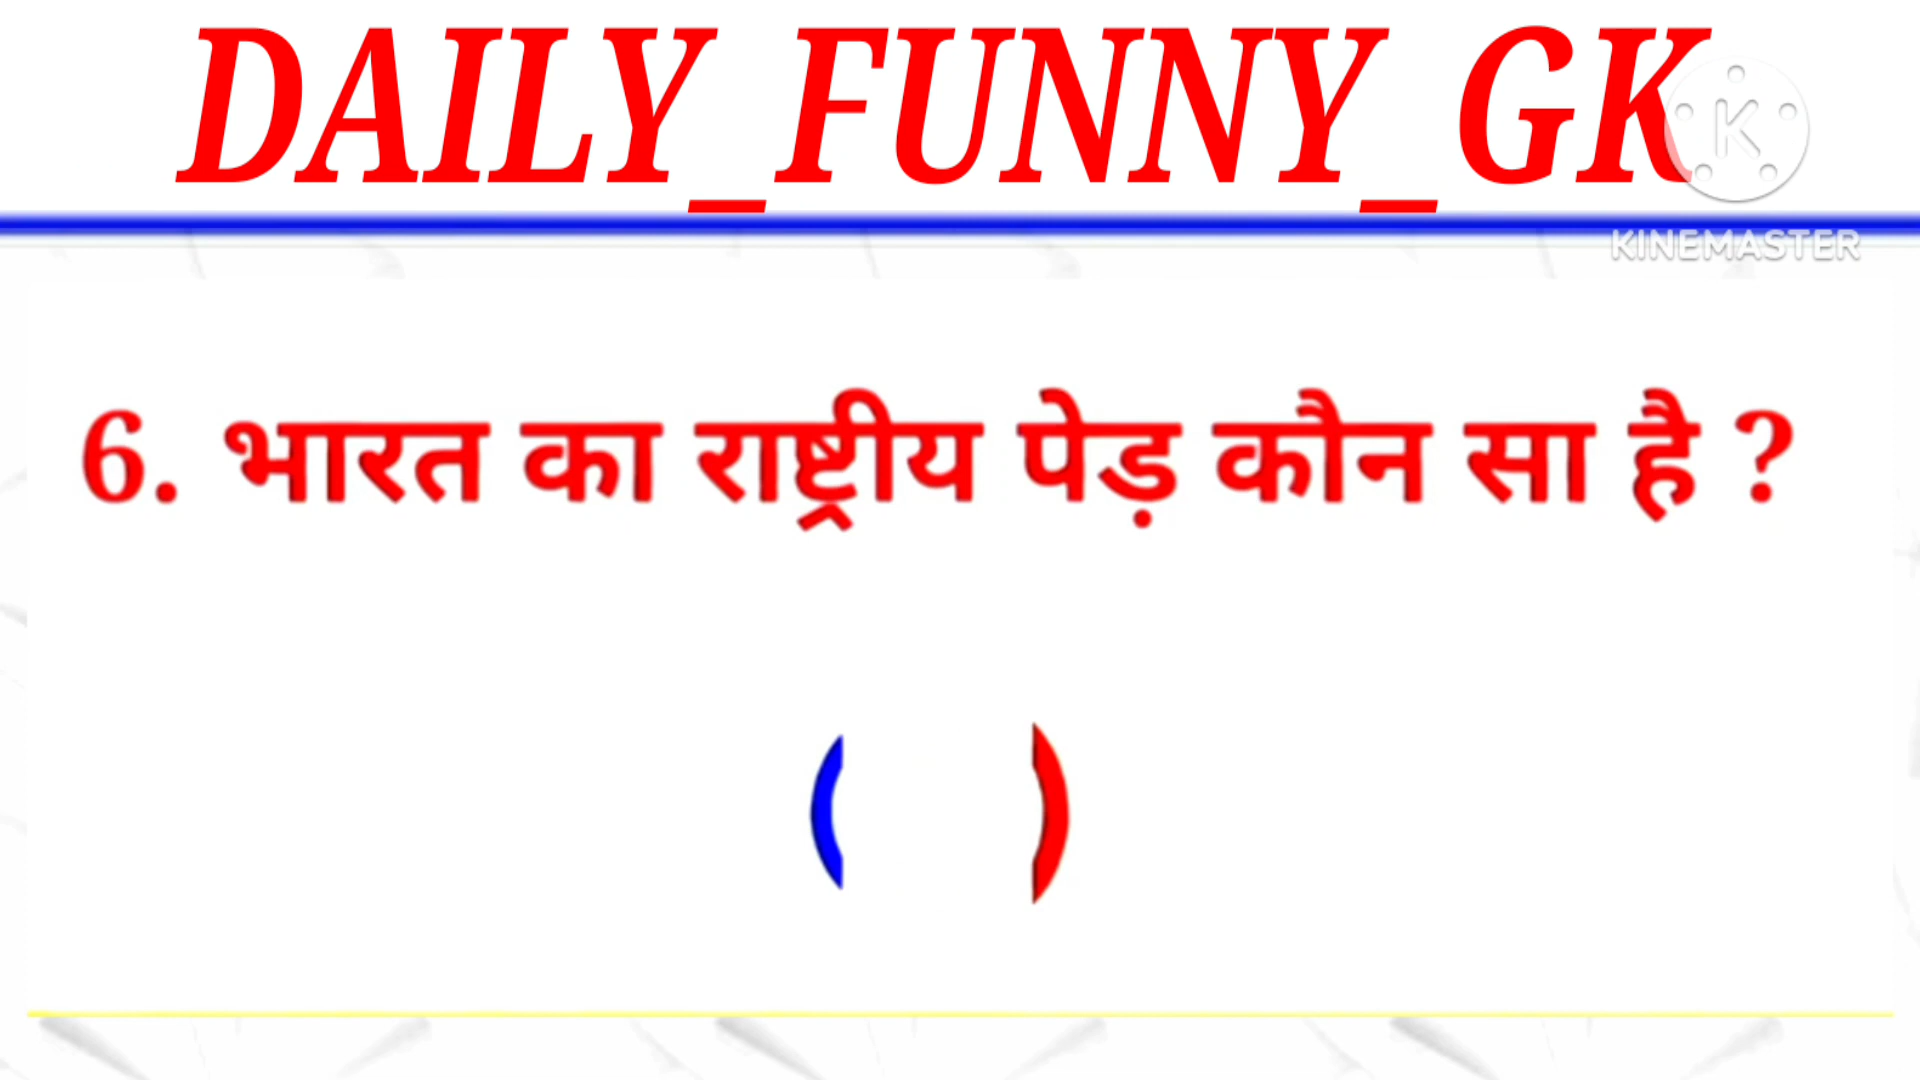 DAILY_FUNNY_GK
K
KINEMASTER
6. भारत का राष्ट्रीय पेड़ कौन सा है ?
( )